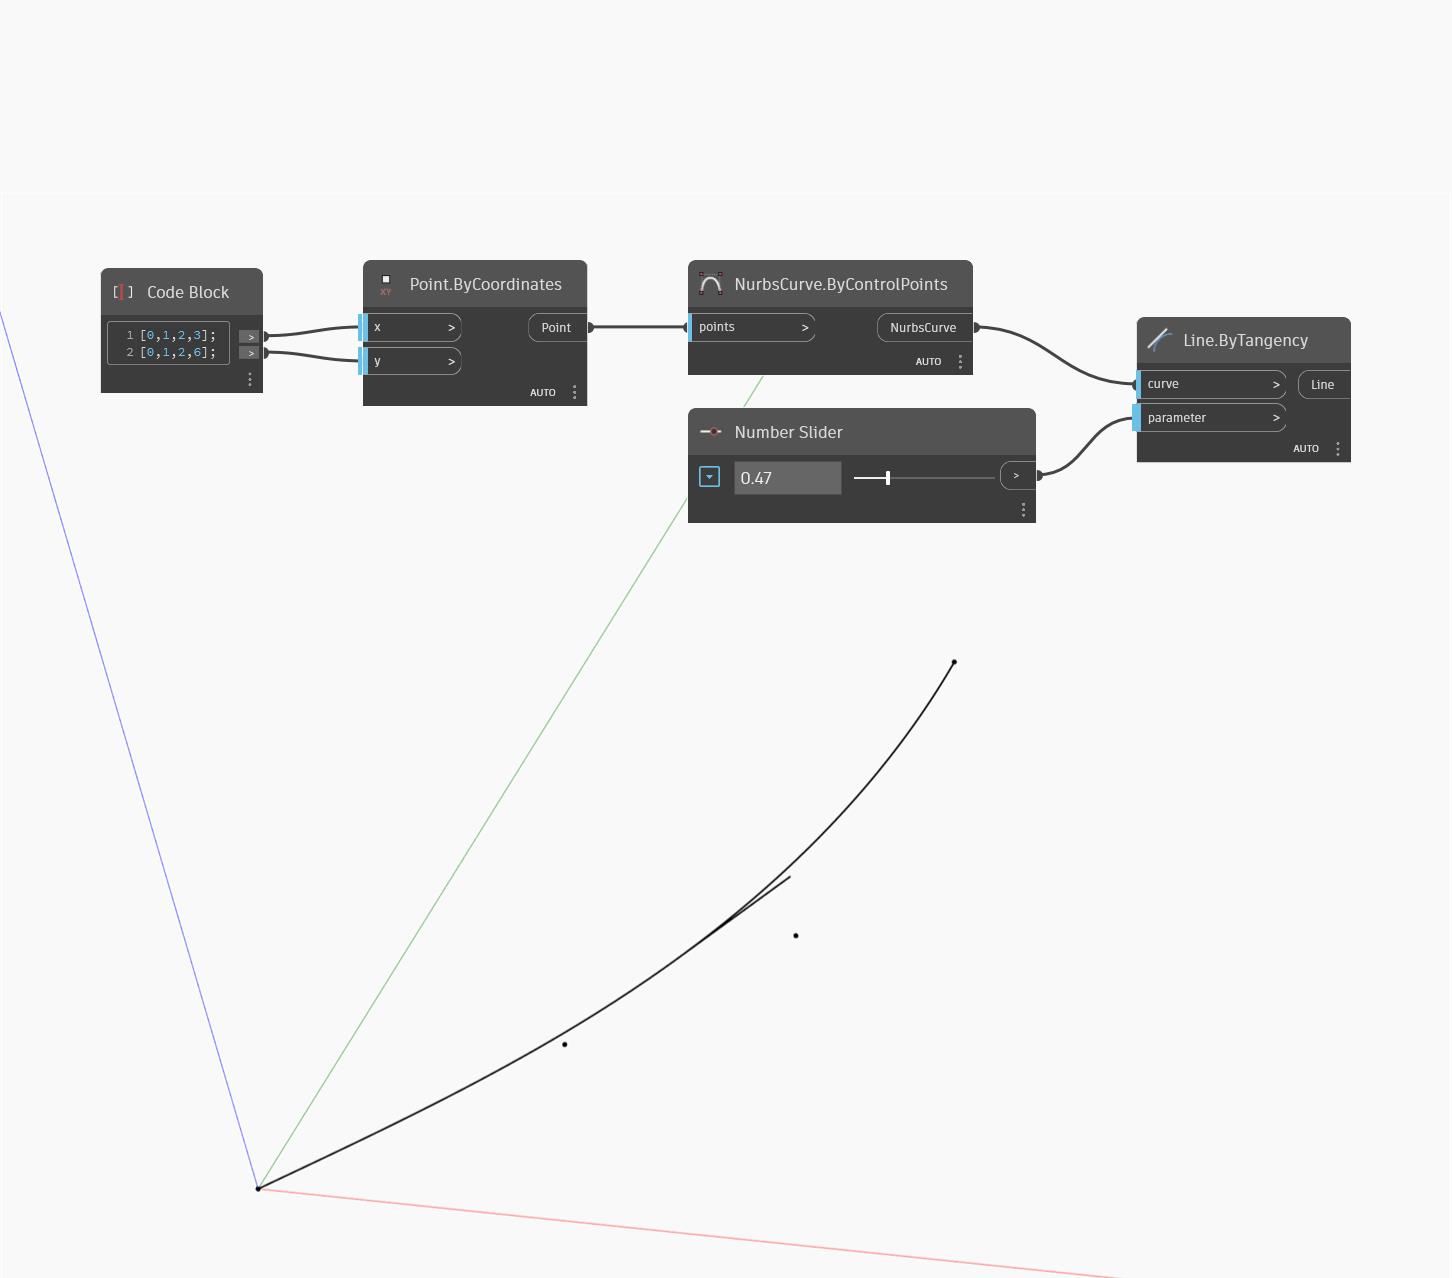 Code Block
1 [0,1,2,3]; >
2 [0,1,2,6]; >
XY Point.ByCoordinates
x > Point
y >
AUTO
NurbsCurve.ByControlPoints
points > NurbsCurve
AUTO
Number Slider
0.47 >
Line.ByTangency
curve > Line
parameter >
AUTO